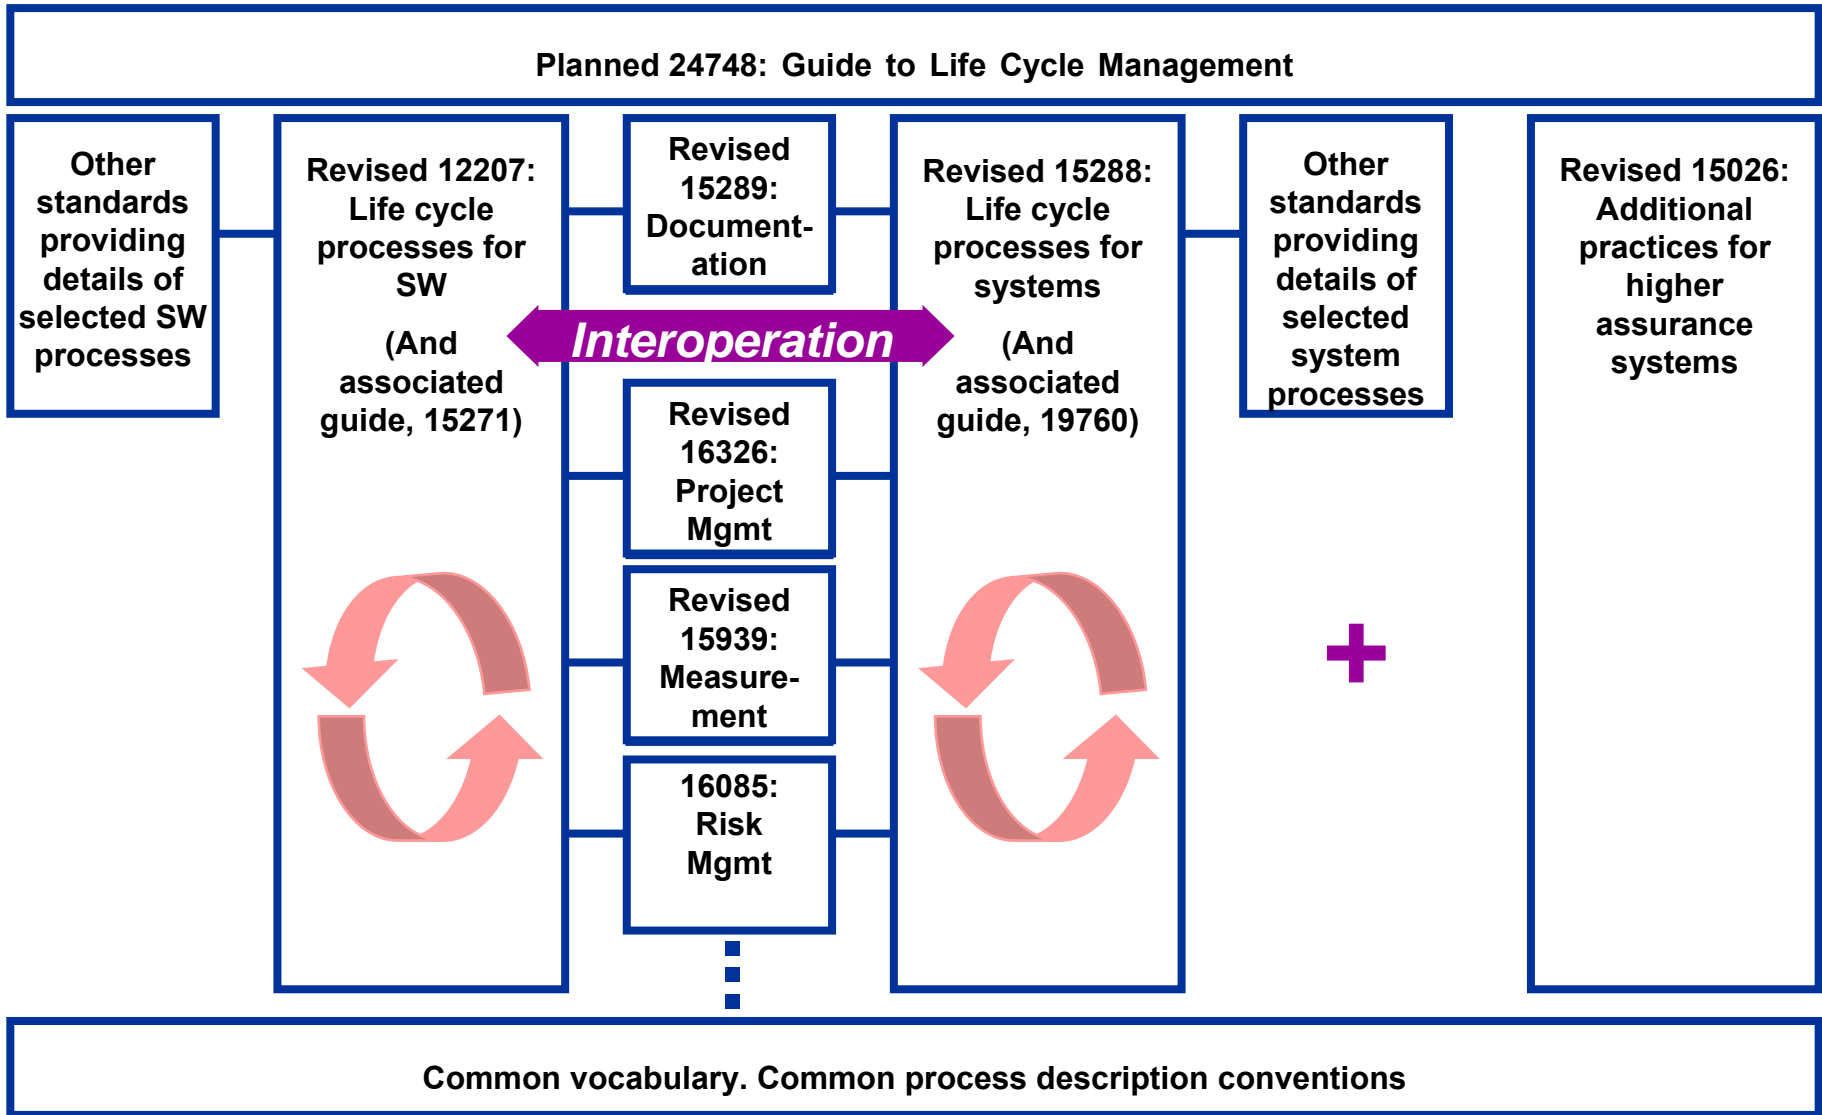 Planned 24748: Guide to Life Cycle Management
Other
standards
providing
details of
selected SW
processes
Revised 12207:
Life cycle
processes for
SW
(And
associated
guide, 15271)
Revised
15289:
Document-
ation
Interoperation
Revised
16326:
Project
Mgmt
Revised
15939:
Measure-
ment
16085:
Risk
Mgmt
Revised 15288:
Life cycle
processes for
systems
(And
associated
guide, 19760)
Other
standards
providing
details of
selected
system
processes
+
Revised 15026:
Additional
practices for
higher
assurance
systems
Common vocabulary. Common process description conventions